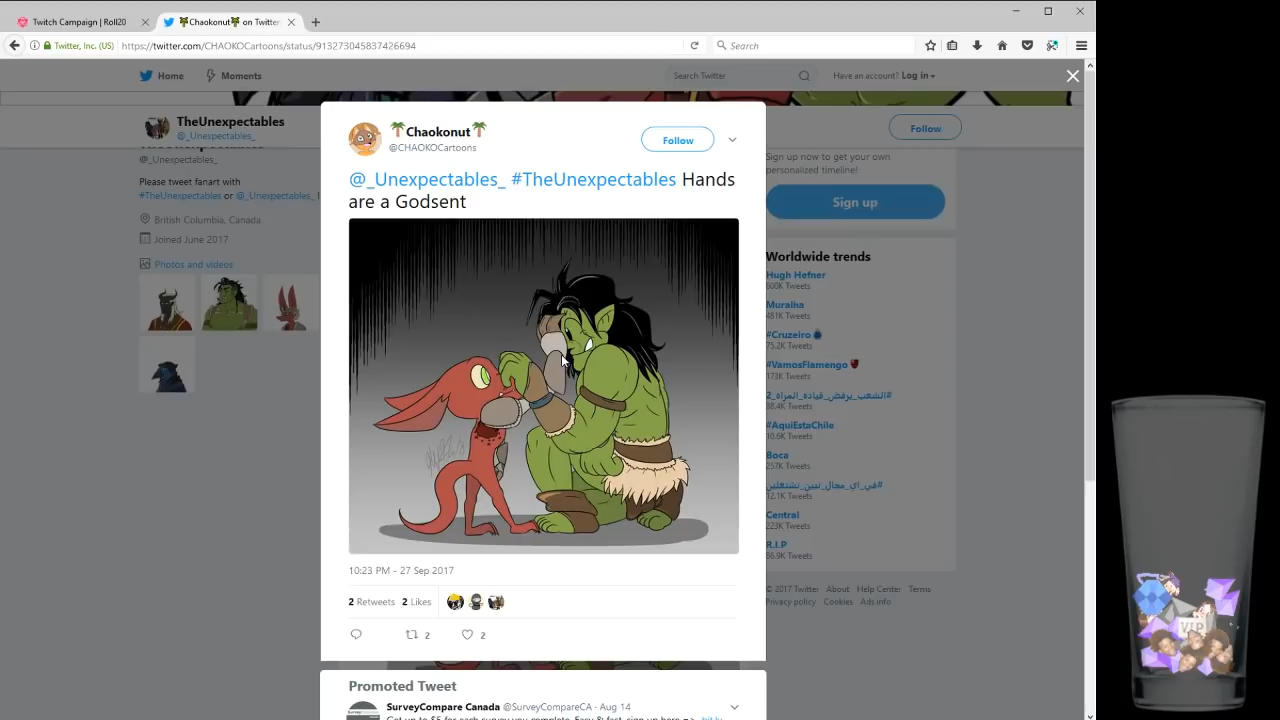 Twitch Campaign | Roll20
Chaokonut on Twitter
Twitter, Inc. (US)
https://twitter.com/CHAOKOCartoons/status/913273045837426694
Search
Home
Moments
Search Twitter
Have an account? Log in
TheUnexpectables
@_Unexpectables_
Follow
@_Unexpectables_
Please tweet fanart with
#TheUnexpectables or @_Unexpectables_
British Columbia, Canada
Joined June 2017
Photos and videos
Chaokonut
@CHAOKOCartoons
Follow
@_Unexpectables_ #TheUnexpectables Hands
are a Godsent
10:23 PM - 27 Sep 2017
2 Retweets 2 Likes
2
2
Promoted Tweet
SurveyCompare Canada @SurveyCompareCA · Aug 14
Sign up now to get your own
personalized timeline!
Sign up
Worldwide trends
Hugh Hefner
600K Tweets
Muralha
481K Tweets
#Cruzeiro
75.2K Tweets
#VamosFlamengo
173K Tweets
#الشعب_يرفض_قياده_المراه_2
38.4K Tweets
#AquiEstaChile
10.6K Tweets
Boca
257K Tweets
#في_اي_مجال_تبين_تشتغلين
12.1K Tweets
Central
223K Tweets
R.I.P
86.9K Tweets
© 2017 Twitter About Help Center Terms
Privacy policy Cookies Ads info
VIP